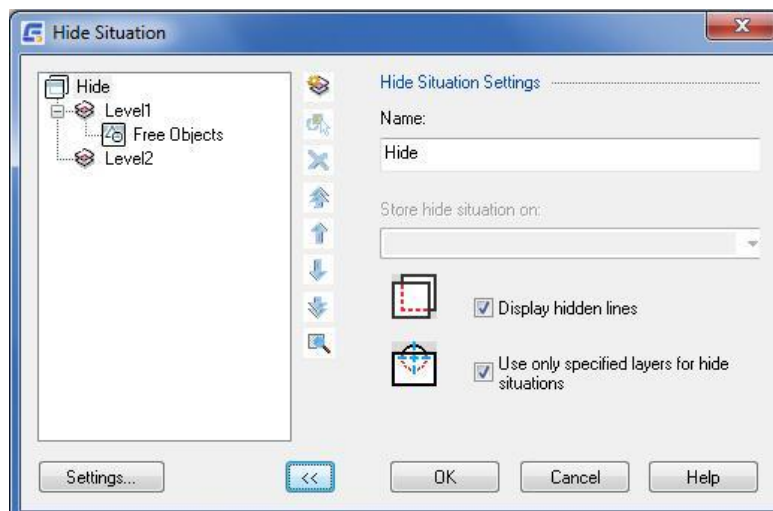 Hide Situation
Hide
Level1
Free Objects
Level2
Hide Situation Settings
Name:
Hide
Store hide situation on:
Display hidden lines
Use only specified layers for hide
situations
Settings...
<<
OK
Cancel
Help